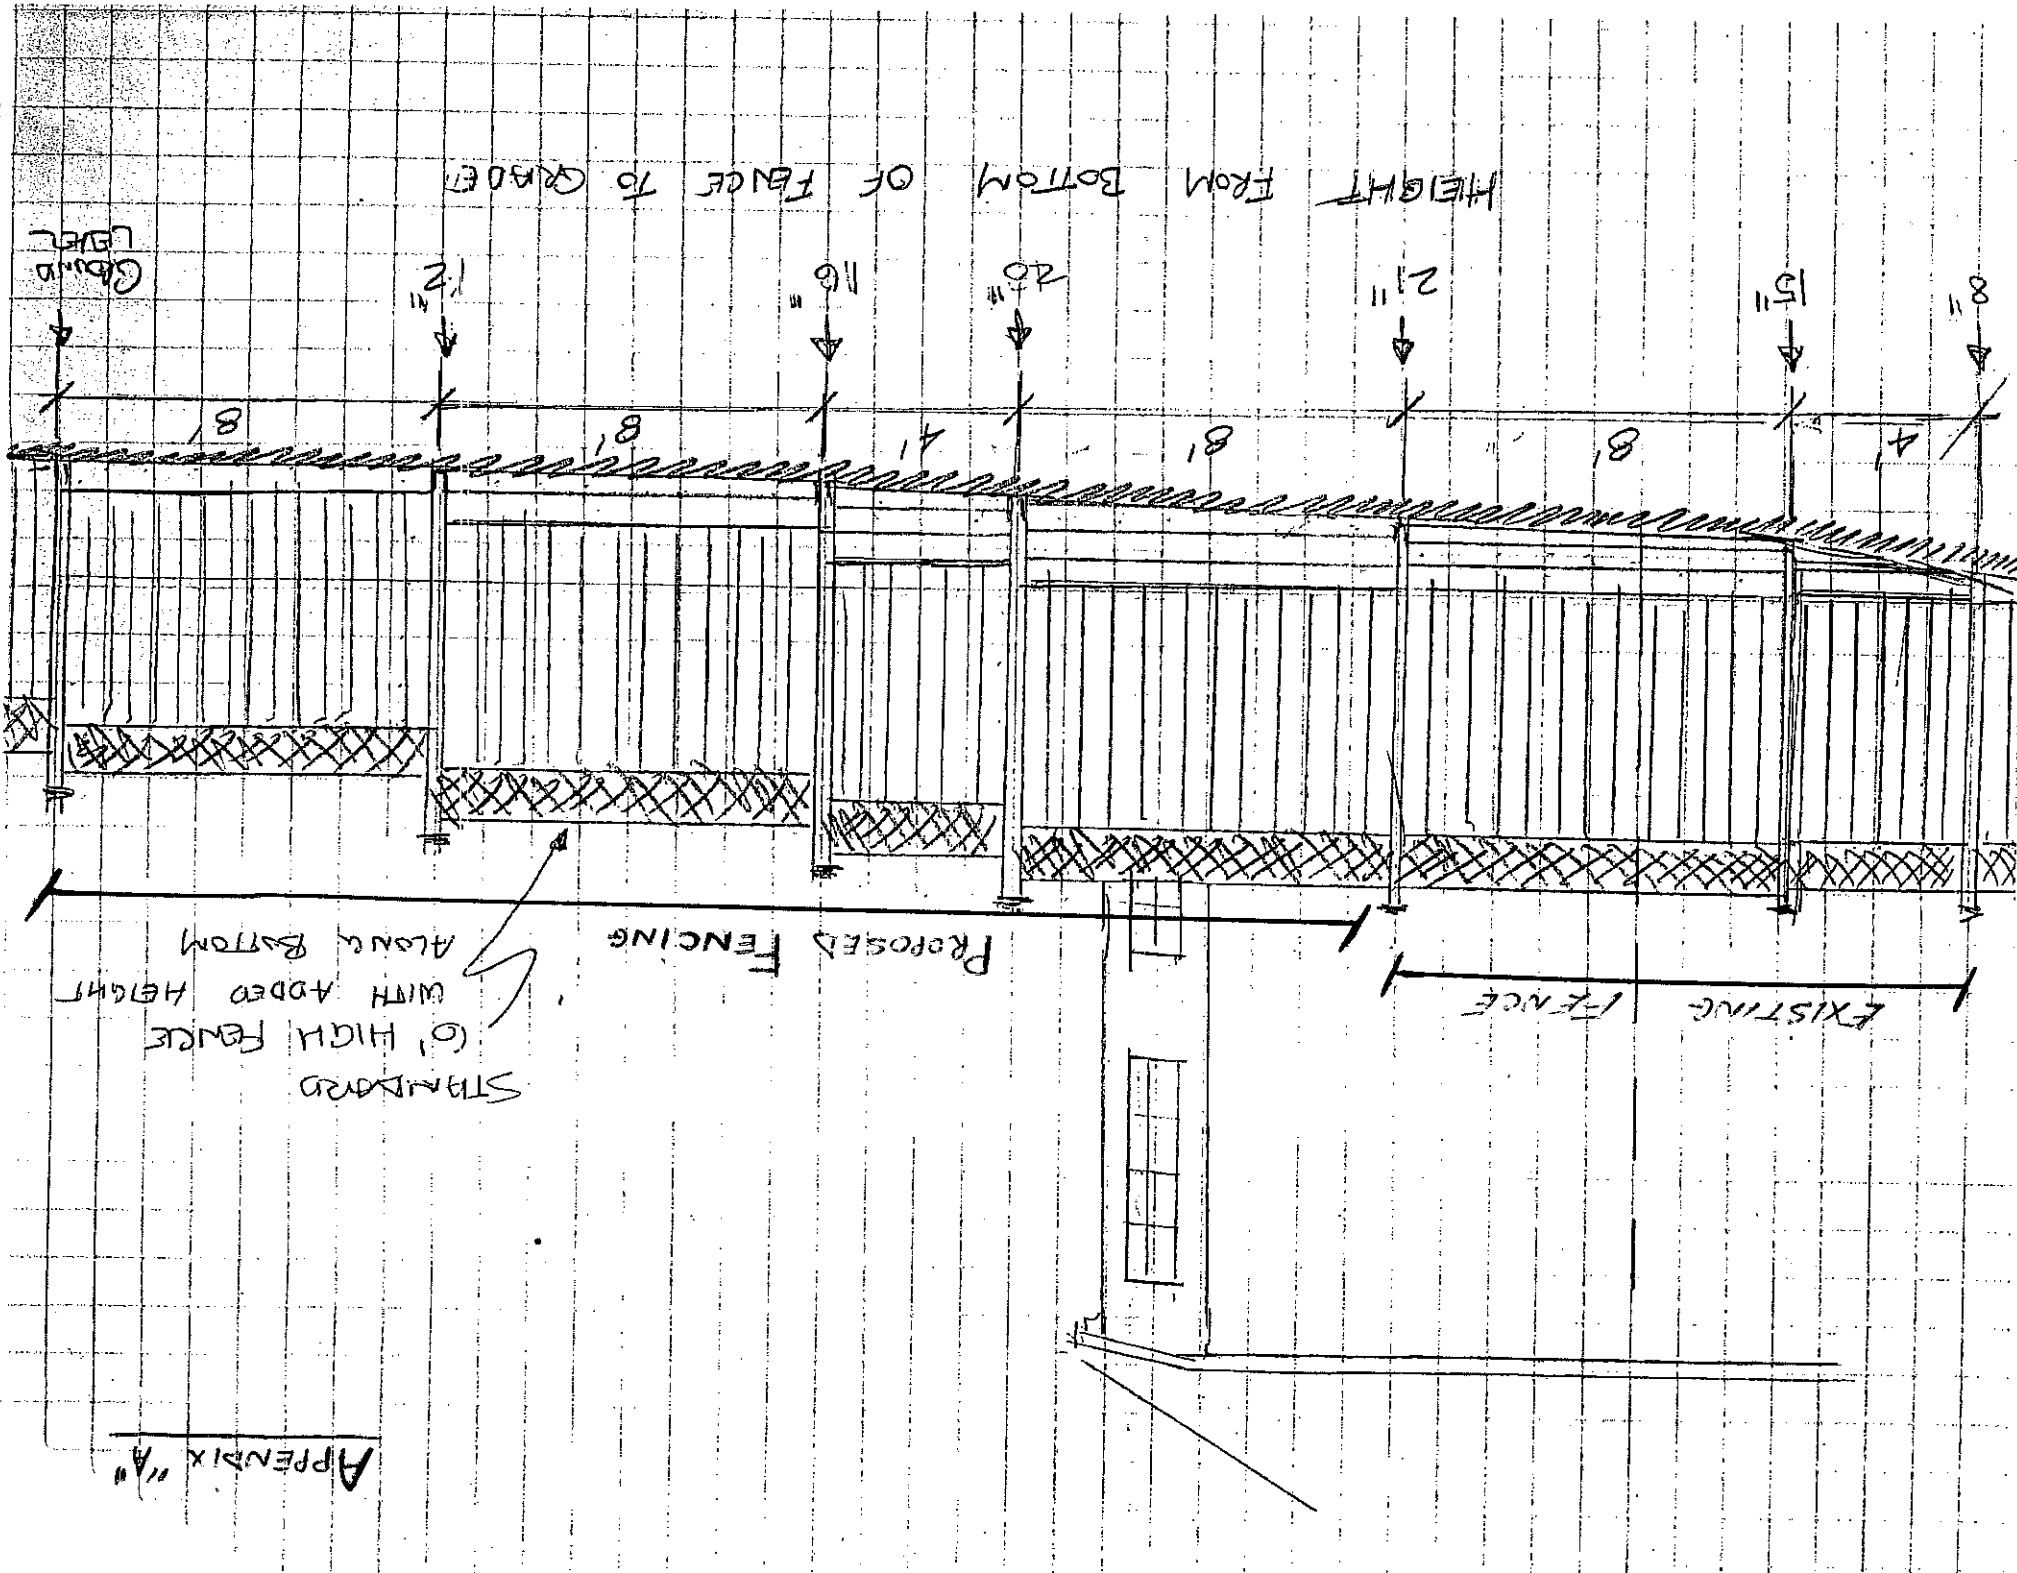 APPENDIX "A"
STANDARD
6' HIGH FENCE
WITH ADDED HEIGHT
ALONG BOTTOM
EXISTING FENCE
PROPOSED FENCING
4' 8' 8' 4' 8' 8'
8" 15" 21" 20" 16" 12" GROUND
LEVEL
HEIGHT FROM BOTTOM OF FENCE TO GRADE